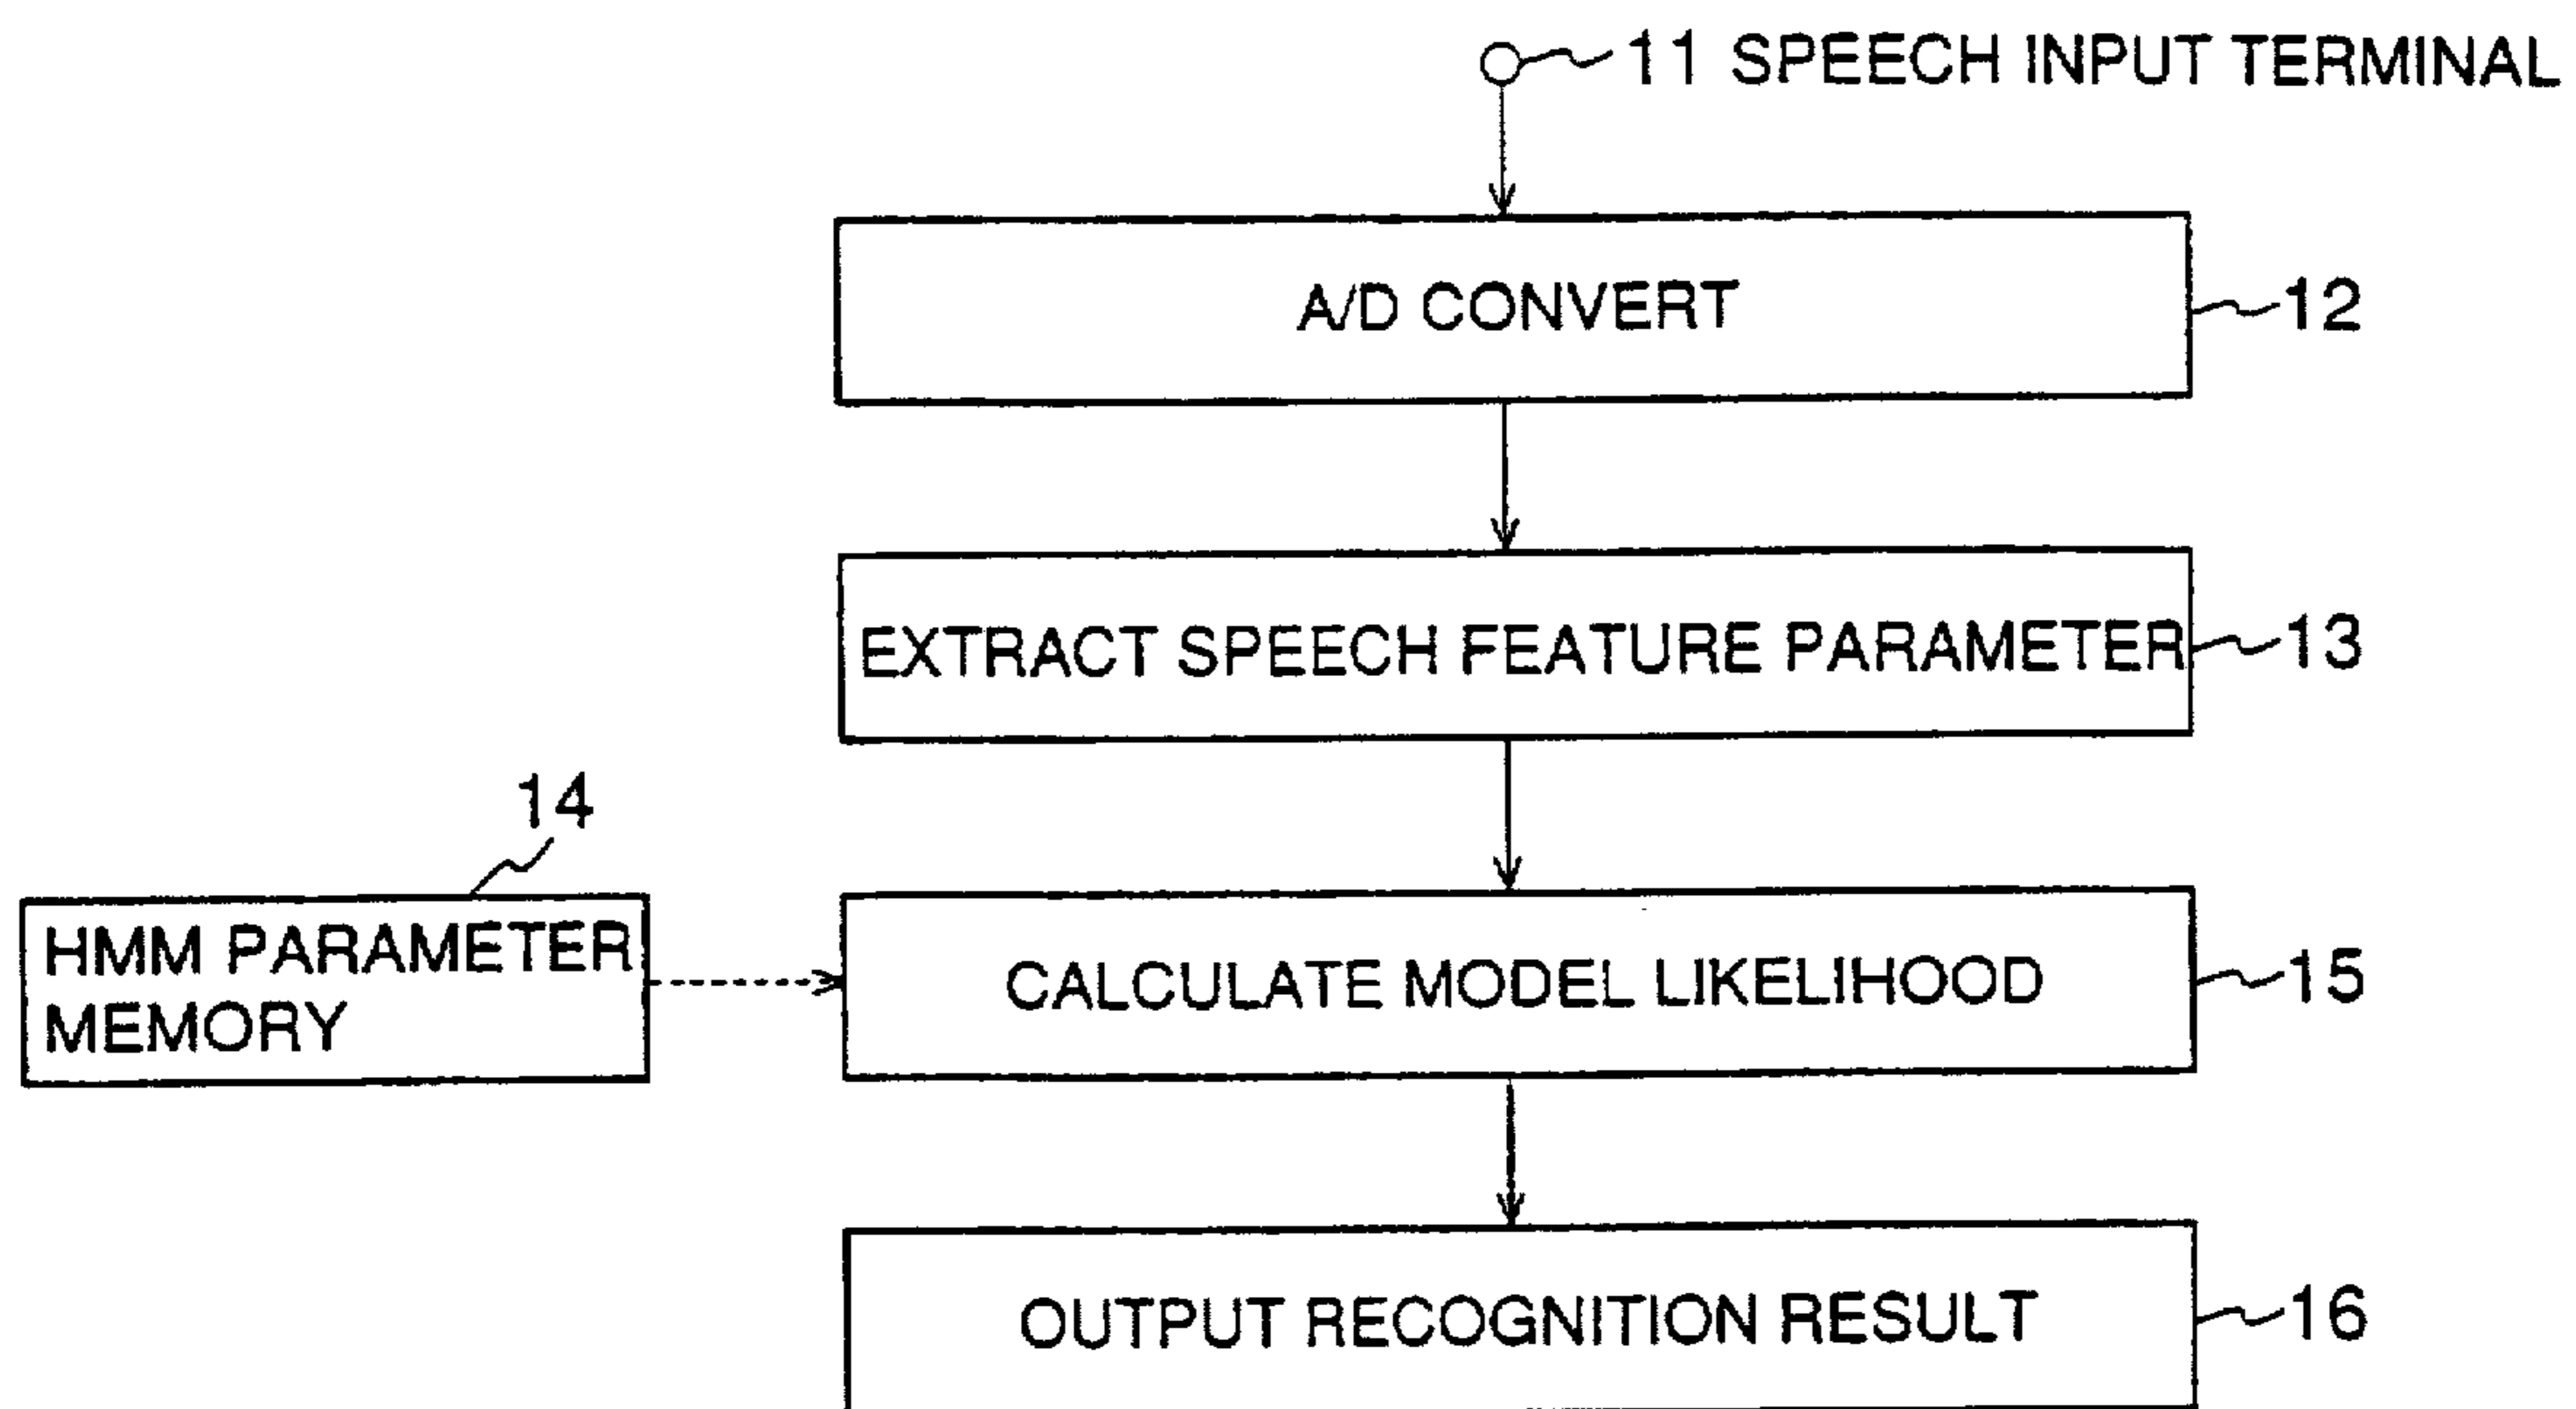 11 SPEECH INPUT TERMINAL
A/D CONVERT
12
EXTRACT SPEECH FEATURE PARAMETER
13
14
HMM PARAMETER
MEMORY
CALCULATE MODEL LIKELIHOOD
15
OUTPUT RECOGNITION RESULT
16